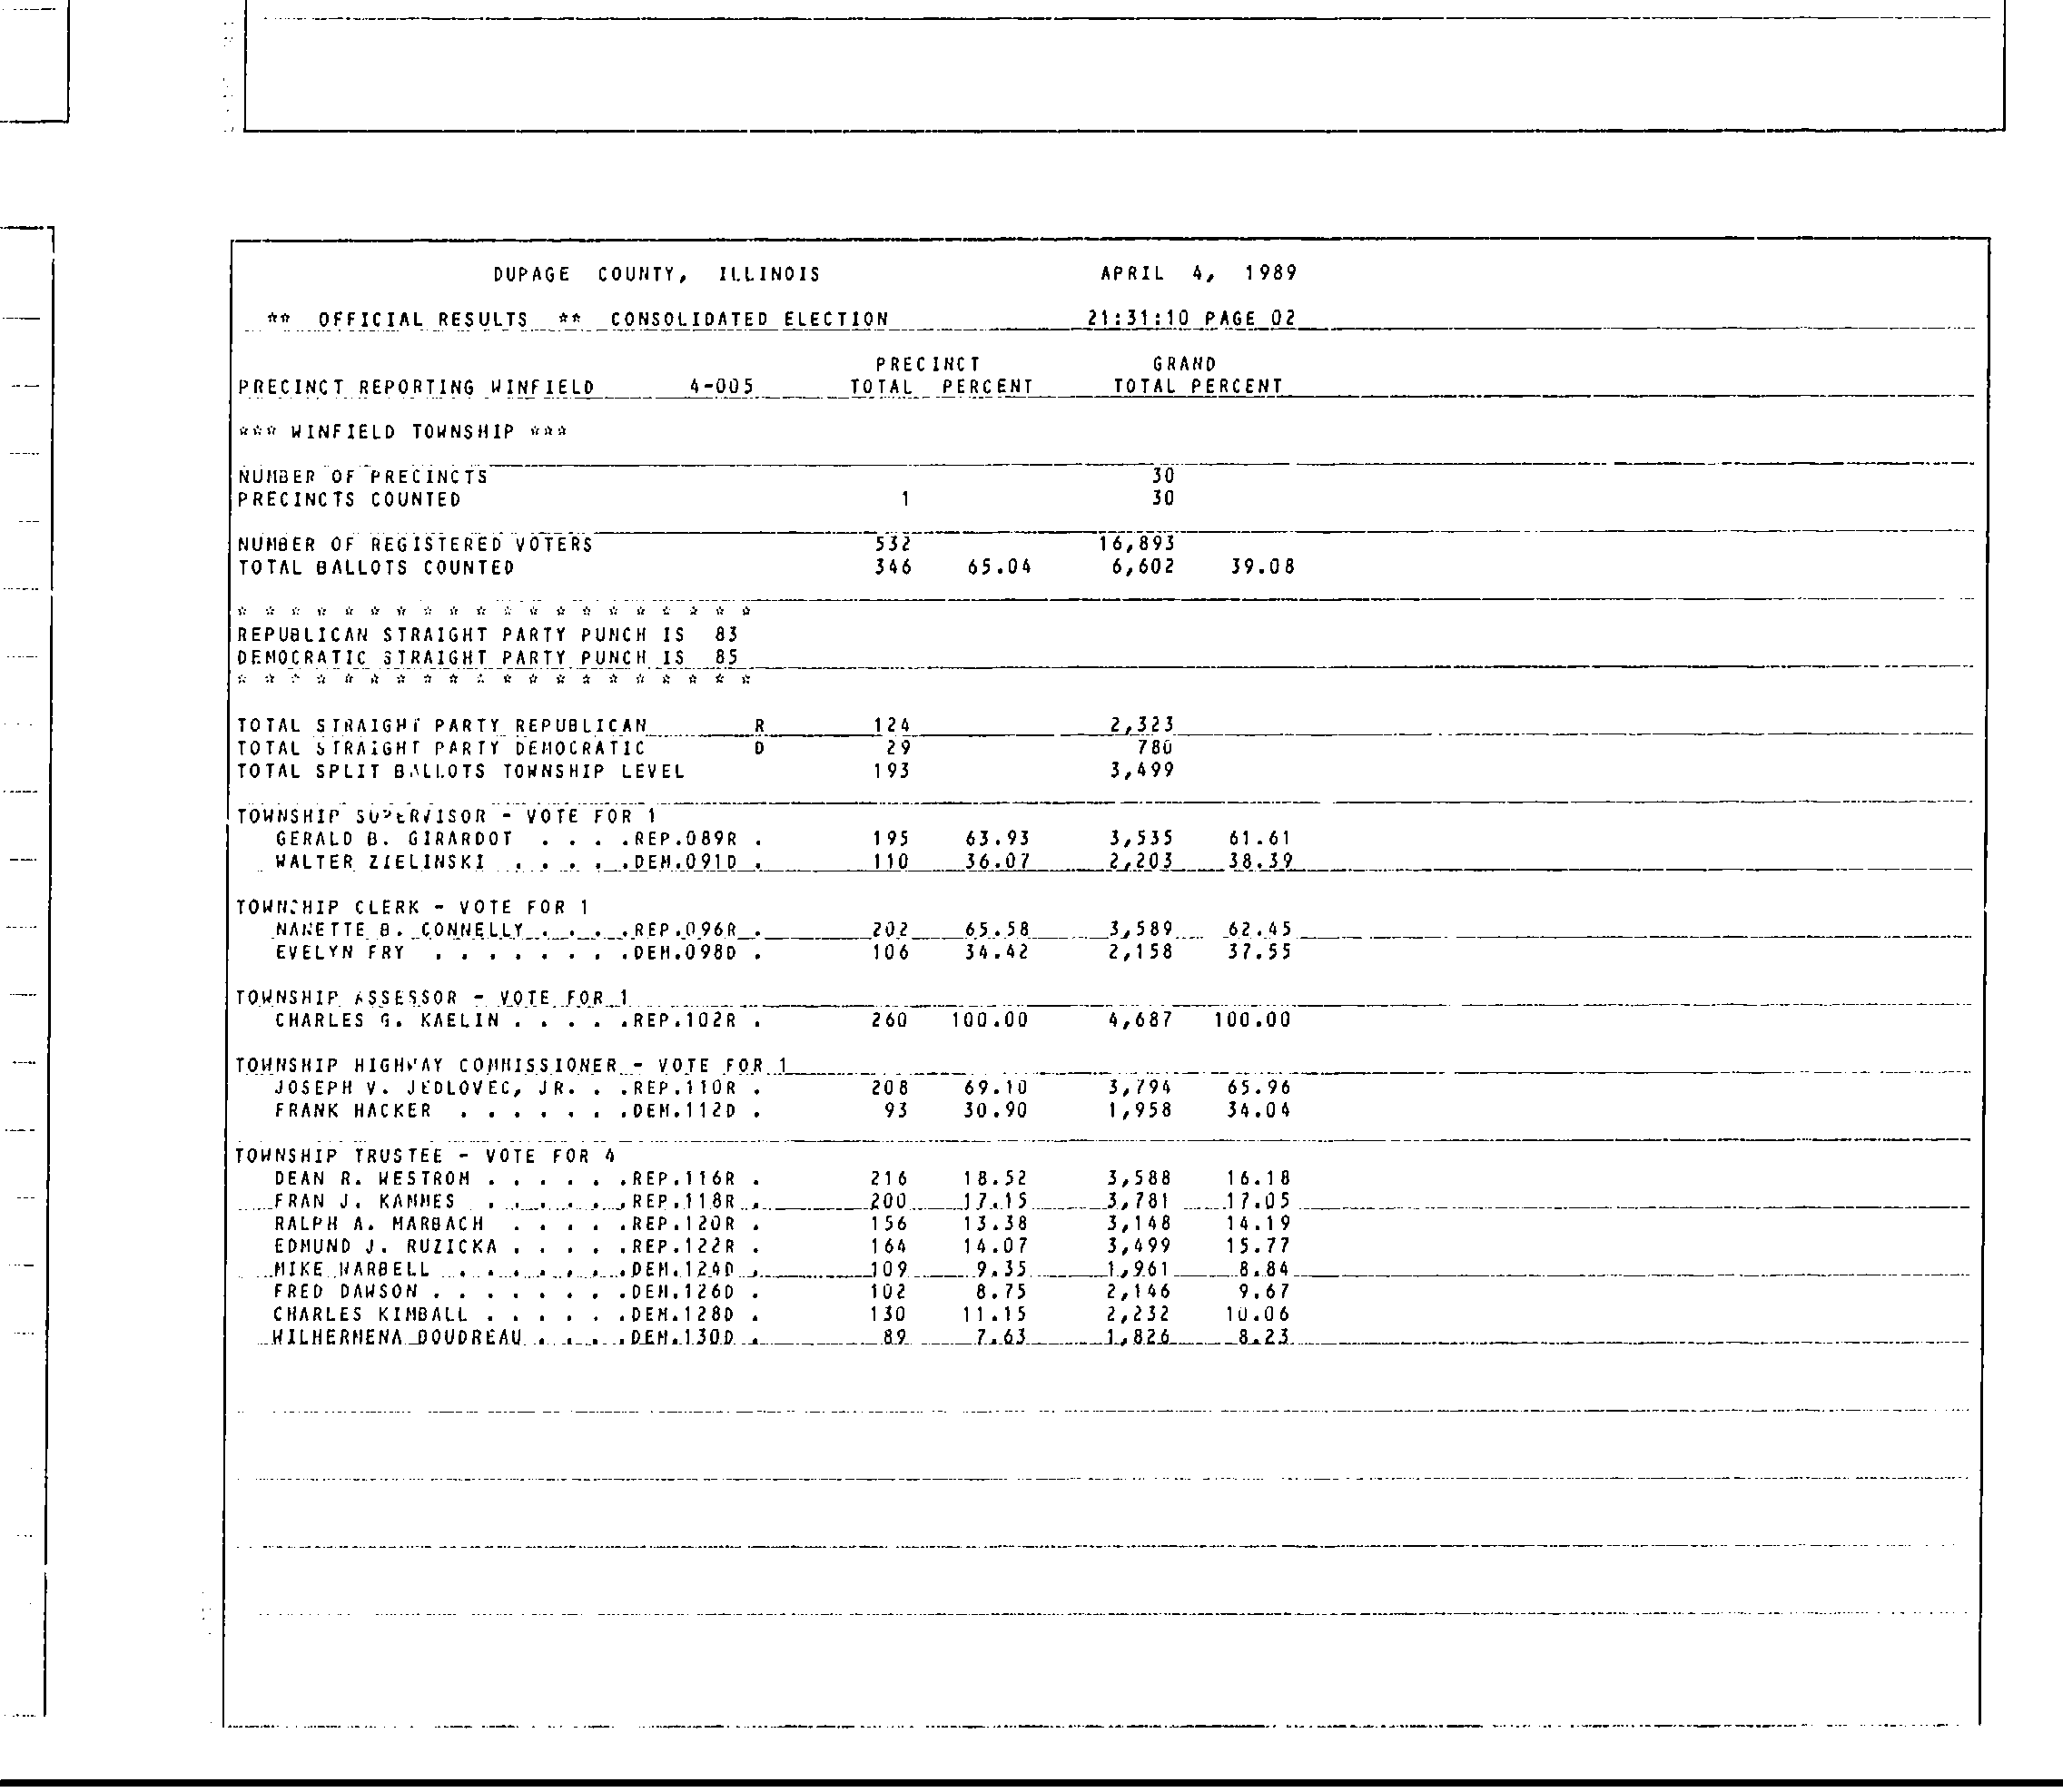 DUPAGE COUNTY, ILLINOIS APRIL 4, 1989
** OFFICIAL RESULTS ** CONSOLIDATED ELECTION 21:31:10 PAGE 02
PRECINCT GRAND
PRECINCT REPORTING WINFIELD 4-005 TOTAL PERCENT TOTAL PERCENT
*** WINFIELD TOWNSHIP ***
NUMBER OF PRECINCTS 30
PRECINCTS COUNTED 1 30
NUMBER OF REGISTERED VOTERS 532 16,893
TOTAL BALLOTS COUNTED 346 65.04 6,602 39.08
* * * * * * * * * * * * * * * * * * * *
REPUBLICAN STRAIGHT PARTY PUNCH IS 83
DEMOCRATIC STRAIGHT PARTY PUNCH IS 85
* * * * * * * * * * * * * * * * * * * *
TOTAL STRAIGHT PARTY REPUBLICAN R 124 2,323
TOTAL STRAIGHT PARTY DEMOCRATIC D 29 780
TOTAL SPLIT BALLOTS TOWNSHIP LEVEL 193 3,499
TOWNSHIP SUPERVISOR - VOTE FOR 1
GERALD B. GIRARDOT . . . .REP.089R . 195 63.93 3,535 61.61
WALTER ZIELINSKI . . . . .DEM.091D . 110 36.07 2,203 38.39
TOWNSHIP CLERK - VOTE FOR 1
NANETTE B. CONNELLY . . . .REP.096R . 202 65.58 3,589 62.45
EVELYN FRY . . . . . . . .DEM.098D . 106 34.42 2,158 37.55
TOWNSHIP ASSESSOR - VOTE FOR 1
CHARLES G. KAELIN . . . . .REP.102R . 260 100.00 4,687 100.00
TOWNSHIP HIGHWAY COMMISSIONER - VOTE FOR 1
JOSEPH V. JEDLOVEC, JR. . .REP.110R . 208 69.10 3,794 65.96
FRANK HACKER . . . . . . .DEM.112D . 93 30.90 1,958 34.04
TOWNSHIP TRUSTEE - VOTE FOR 4
DEAN R. WESTROM . . . . . .REP.116R . 216 18.52 3,588 16.18
FRAN J. KAMMES . . . . . .REP.118R . 200 17.15 3,781 17.05
RALPH A. MARBACH . . . . .REP.120R . 156 13.38 3,148 14.19
EDMUND J. RUZICKA . . . . .REP.122R . 164 14.07 3,499 15.77
MIKE WARBELL . . . . . . .DEM.124D . 109 9.35 1,961 8.84
FRED DAWSON . . . . . . . .DEM.126D . 102 8.75 2,146 9.67
CHARLES KIMBALL . . . . . .DEM.128D . 130 11.15 2,232 10.06
WILHERMENA BOUDREAU . . . .DEM.130D . 89 7.63 1,826 8.23